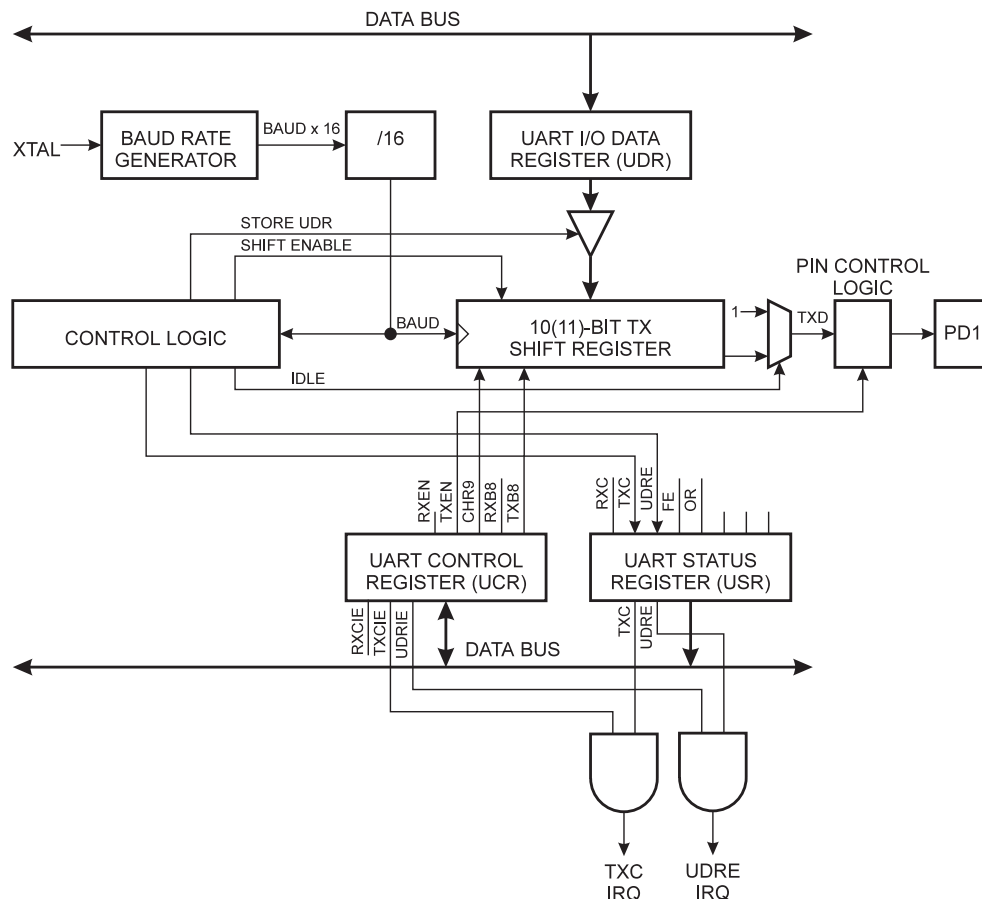 DATA BUS
XTAL
BAUD RATE
GENERATOR
BAUD x 16
/16
UART I/O DATA
REGISTER (UDR)
STORE UDR
SHIFT ENABLE
PIN CONTROL
LOGIC
CONTROL LOGIC
BAUD
10(11)-BIT TX
SHIFT REGISTER
1
TXD
PD1
IDLE
RXEN
TXEN
CHR9
RXB8
TXB8
RXC
TXC
UDRE
FE
OR
UART CONTROL
REGISTER (UCR)
UART STATUS
REGISTER (USR)
RXCIE
TXCIE
UDRIE
TXC
UDRE
DATA BUS
TXC
IRQ
UDRE
IRQ